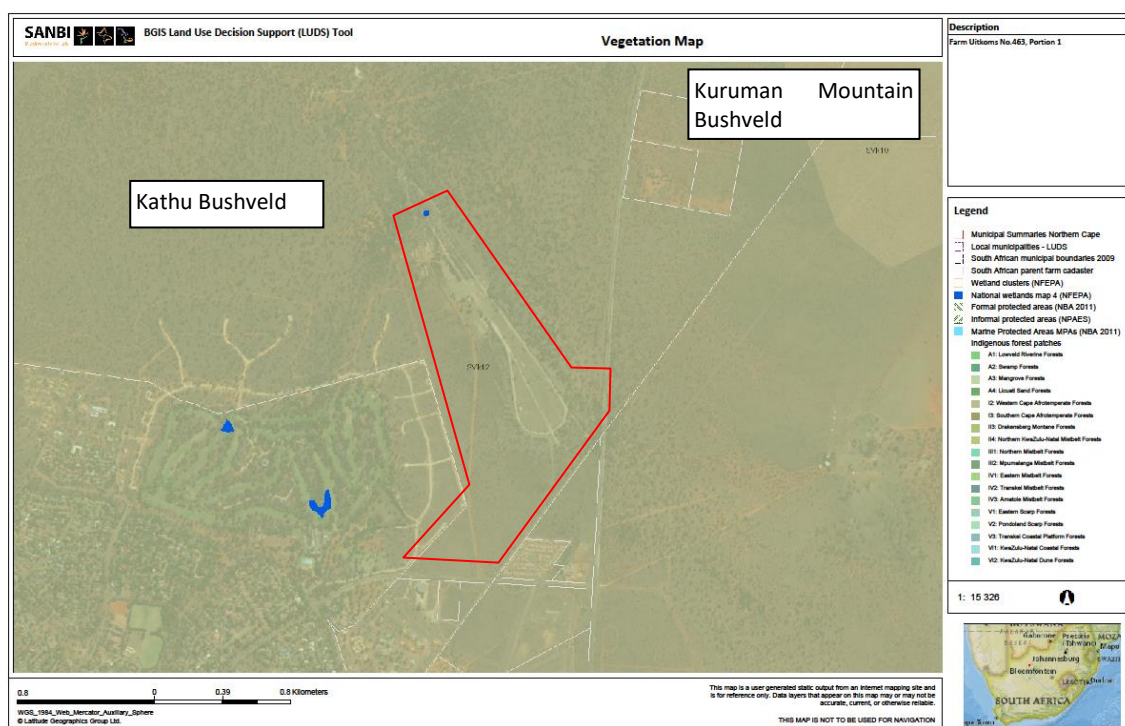 SANBI
BGIS Land Use Decision Support (LUDS) Tool
Vegetation Map
Kuruman Mountain
Bushveld
Kathu Bushveld
SVk12
SVk10
Description
Farm Uitkoms No.463, Portion 1
Legend
Municipal Summaries Northern Cape
Local municipalities - LUDS
South African municipal boundaries 2009
South African parent farm cadaster
Wetland clusters (NFEPA)
National wetlands map 4 (NFEPA)
Formal protected areas (NBA 2011)
Informal protected areas (NPAES)
Marine Protected Areas MPAs (NBA 2011)
Indigenous forest patches
A1: Lowveld Riverine Forests
A2: Swamp Forests
A3: Mangrove Forests
A4: Licuati Sand Forests
I2: Western Cape Afrotemperate Forests
I3: Southern Cape Afrotemperate Forests
II3: Drakensberg Montane Forests
II4: Northern KwaZulu-Natal Mistbelt Forests
III1: Northern Mistbelt Forests
III2: Mpumalanga Mistbelt Forests
IV1: Eastern Mistbelt Forests
IV2: Transkei Mistbelt Forests
IV3: Amatole Mistbelt Forests
V1: Eastern Scarp Forests
V2: Pondoland Scarp Forests
V3: Transkei Coastal Platform Forests
VI1: KwaZulu-Natal Coastal Forests
VI2: KwaZulu-Natal Dune Forests
1: 15 326
Gaborone
Pretoria
MOZA
(Tshwane)
Mapu
Johannesburg
SWAZI
Bloemfontein
LESOTHO
Durban
SOUTH AFRICA
0.8 0 0.39 0.8 Kilometers
WGS_1984_Web_Mercator_Auxiliary_Sphere
© Latitude Geographics Group Ltd.
This map is a user generated static output from an Internet mapping site and
is for reference only. Data layers that appear on this map may or may not be
accurate, current, or otherwise reliable.
THIS MAP IS NOT TO BE USED FOR NAVIGATION